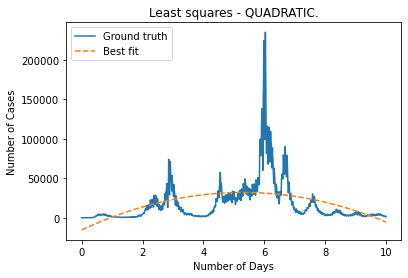 Least squares - QUADRATIC.
Ground truth
Best fit
Number of Cases
200000
150000
100000
50000
0
0 2 4 6 8 10
Number of Days